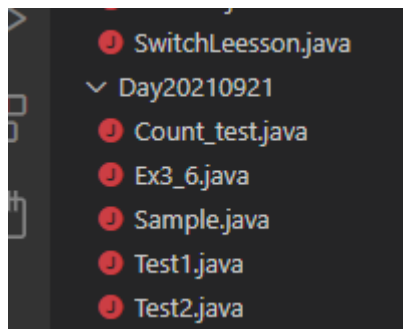 SwitchLeesson.java
Day20210921
J Count_test.java
J Ex3_6.java
J Sample.java
J Test1.java
J Test2.java